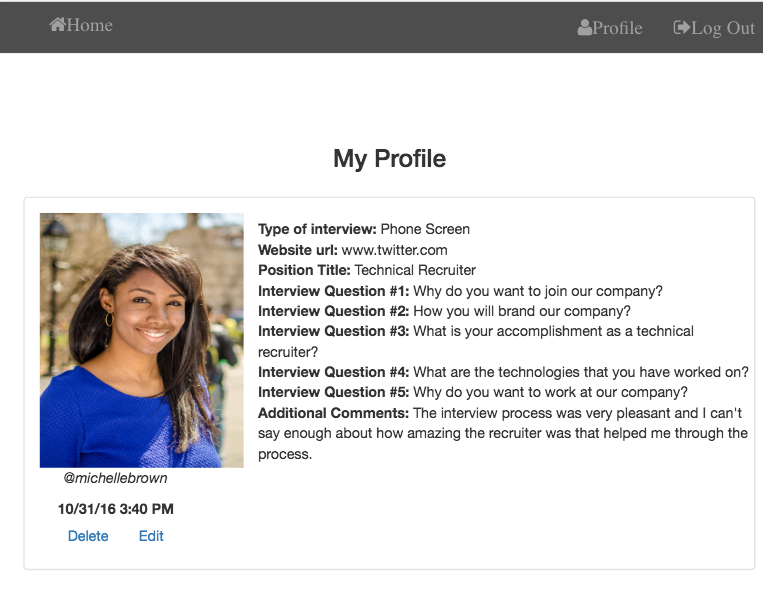 Home
Profile
Log Out
My Profile
Type of interview: Phone Screen
Website url: www.twitter.com
Position Title: Technical Recruiter
Interview Question #1: Why do you want to join our company?
Interview Question #2: How you will brand our company?
Interview Question #3: What is your accomplishment as a technical
recruiter?
Interview Question #4: What are the technologies that you have worked on?
Interview Question #5: Why do you want to work at our company?
Additional Comments: The interview process was very pleasant and I can't
say enough about how amazing the recruiter was that helped me through the
process.
@michellebrown
10/31/16 3:40 PM
Delete Edit